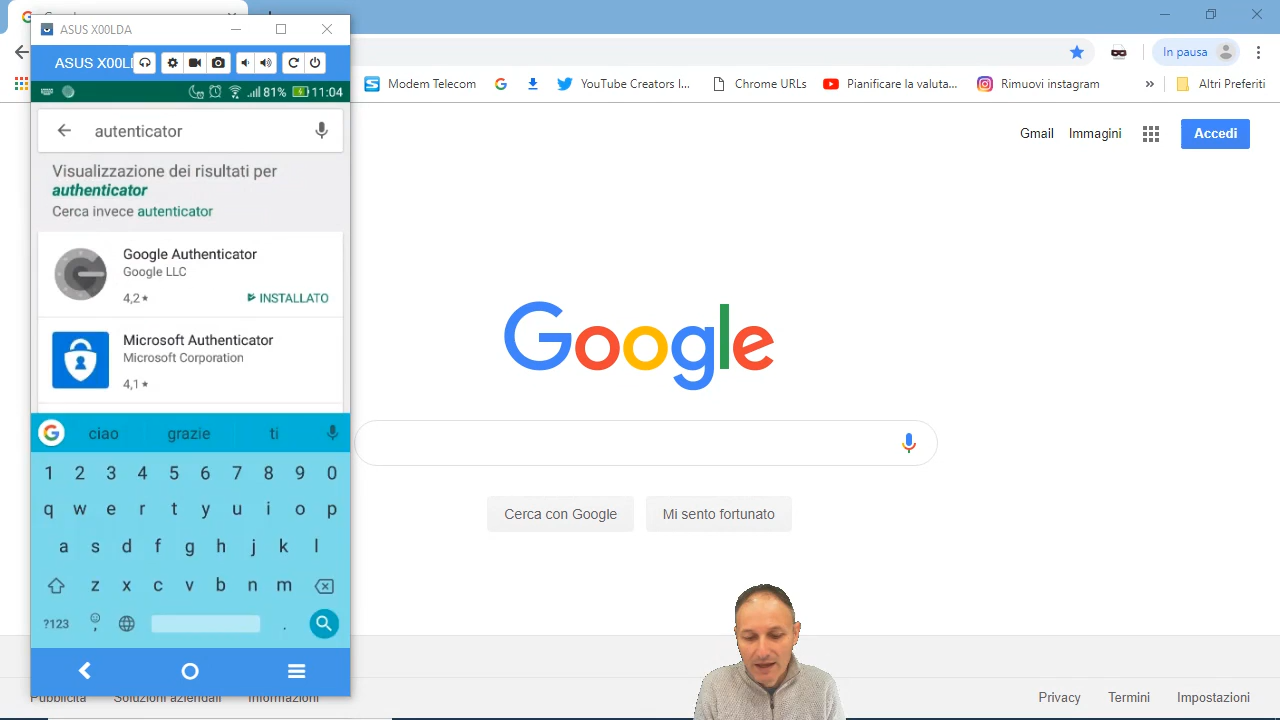 ASUS X00LDA
ASUS X00L
81% 11:04
autenticator
Visualizzazione dei risultati per
authenticator
Cerca invece autenticator
Google Authenticator
Google LLC
4,2★
INSTALLATO
Microsoft Authenticator
Microsoft Corporation
4,1★
ciao grazie ti
1 2 3 4 5 6 7 8 9 0
q w e r t y u i o p
a s d f g h j k l
z x c v b n m
?123 , .
In pausa
Modem Telecom
YouTube Creators I...
Chrome URLs
Pianificare la valuta...
Rimuovi instagram
»
Altri Preferiti
Gmail Immagini Accedi
Google
Cerca con Google Mi sento fortunato
Pubblicità Soluzioni aziendali Informazioni
Privacy Termini Impostazioni